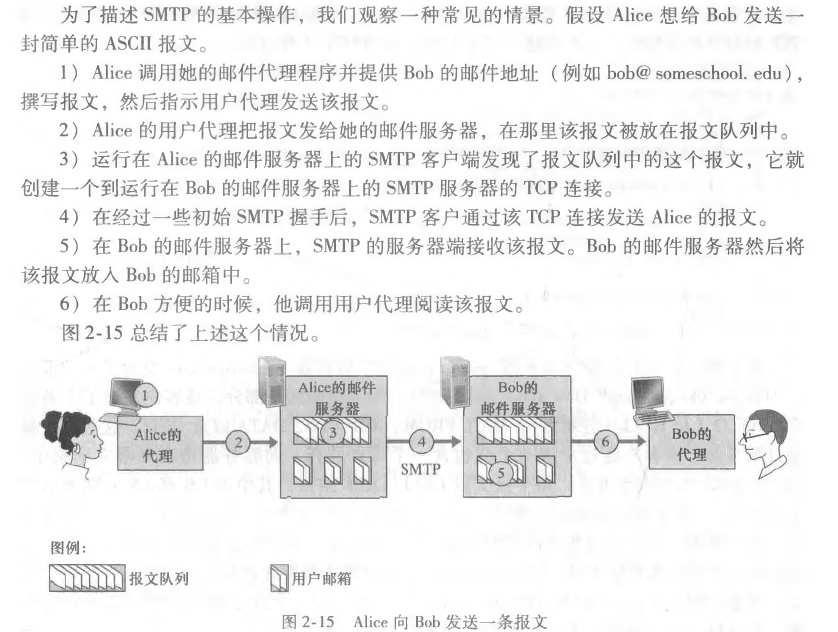 为了描述 SMTP 的基本操作，我们观察一种常见的情景。假设 Alice 想给 Bob 发送一
封简单的 ASCII 报文。
1） Alice 调用她的邮件代理程序并提供 Bob 的邮件地址（例如 bob@ someschool. edu），
撰写报文，然后指示用户代理发送该报文。
2） Alice 的用户代理把报文发给她的邮件服务器，在那里该报文被放在报文队列中。
3） 运行在 Alice 的邮件服务器上的 SMTP 客户端发现了报文队列中的这个报文，它就
创建一个到运行在 Bob 的邮件服务器上的 SMTP 服务器的 TCP 连接。
4） 在经过一些初始 SMTP 握手后，SMTP 客户通过该 TCP 连接发送 Alice 的报文。
5） 在 Bob 的邮件服务器上，SMTP 的服务器端接收该报文。Bob 的邮件服务器然后将
该报文放入 Bob 的邮箱中。
6） 在 Bob 方便的时候，他调用用户代理阅读该报文。
图 2-15 总结了上述这个情况。
1
Alice的
代理
2
Alice的邮件
服务器
3
4
SMTP
Bob的
邮件服务器
5
6
Bob的
代理
图例：
报文队列
用户邮箱
图 2-15 Alice 向 Bob 发送一条报文